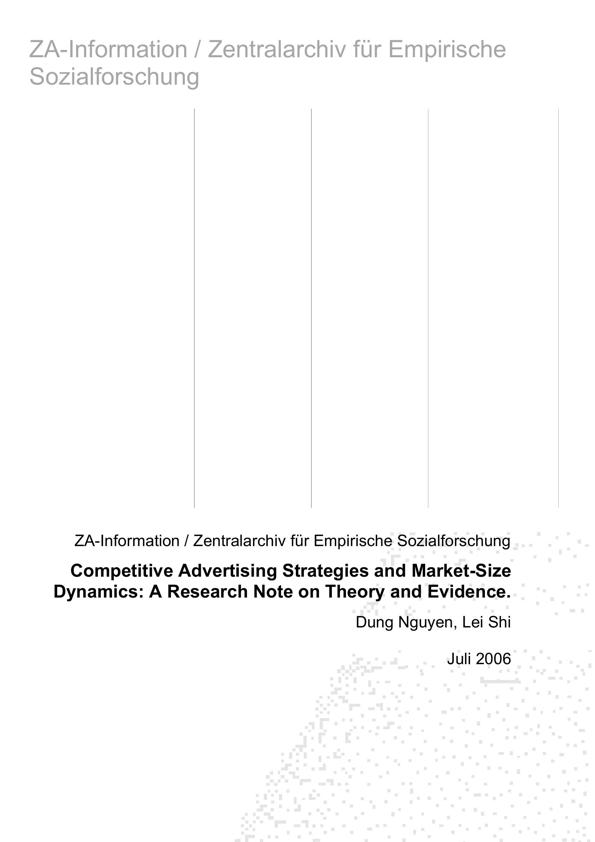 ZA-Information / Zentralarchiv für Empirische
Sozialforschung
ZA-Information / Zentralarchiv für Empirische Sozialforschung
Competitive Advertising Strategies and Market-Size
Dynamics: A Research Note on Theory and Evidence.
Dung Nguyen, Lei Shi
Juli 2006